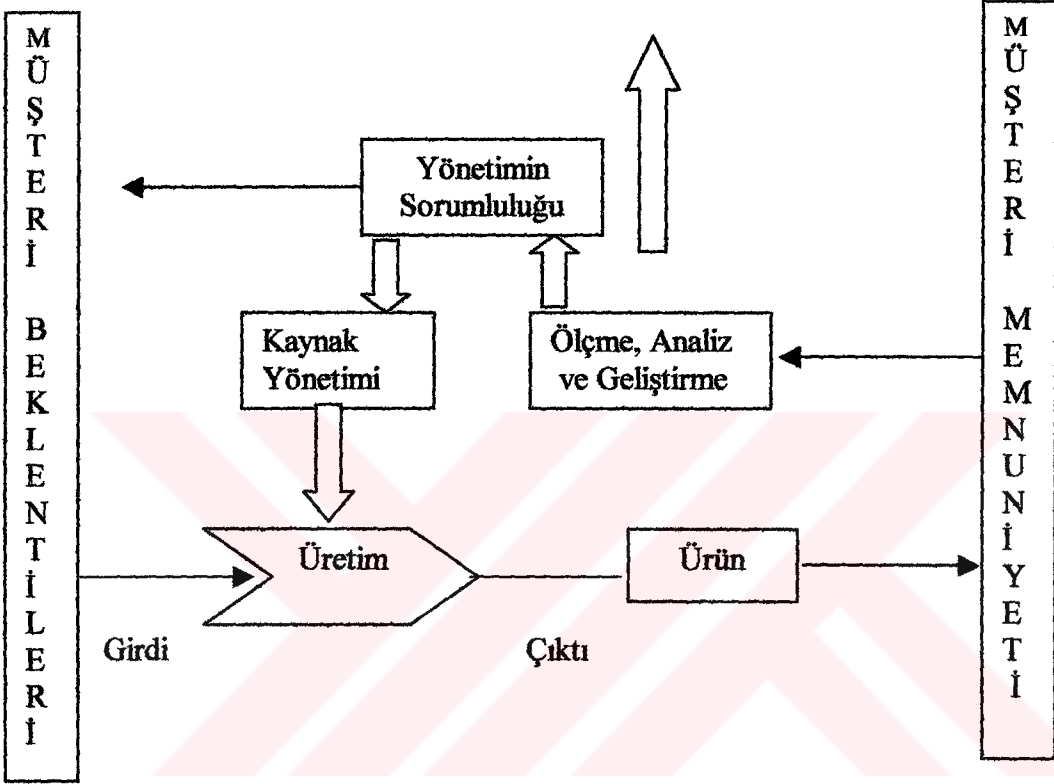 MÜŞTERİ BEKLENTİLERİ
Yönetimin
Sorumluluğu
Kaynak
Yönetimi
Ölçme, Analiz
ve Geliştirme
Üretim
Ürün
Girdi
Çıktı
MÜŞTERİ MEMNUNİYETİ